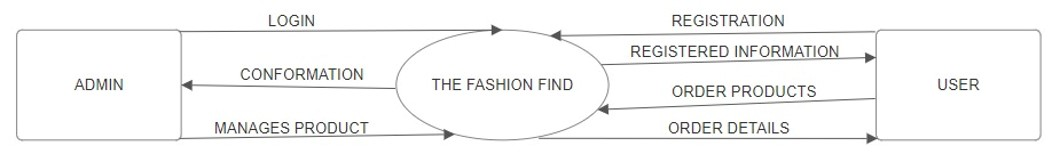 LOGIN
REGISTRATION
REGISTERED INFORMATION
CONFORMATION
ADMIN
THE FASHION FIND
USER
ORDER PRODUCTS
MANAGES PRODUCT
ORDER DETAILS